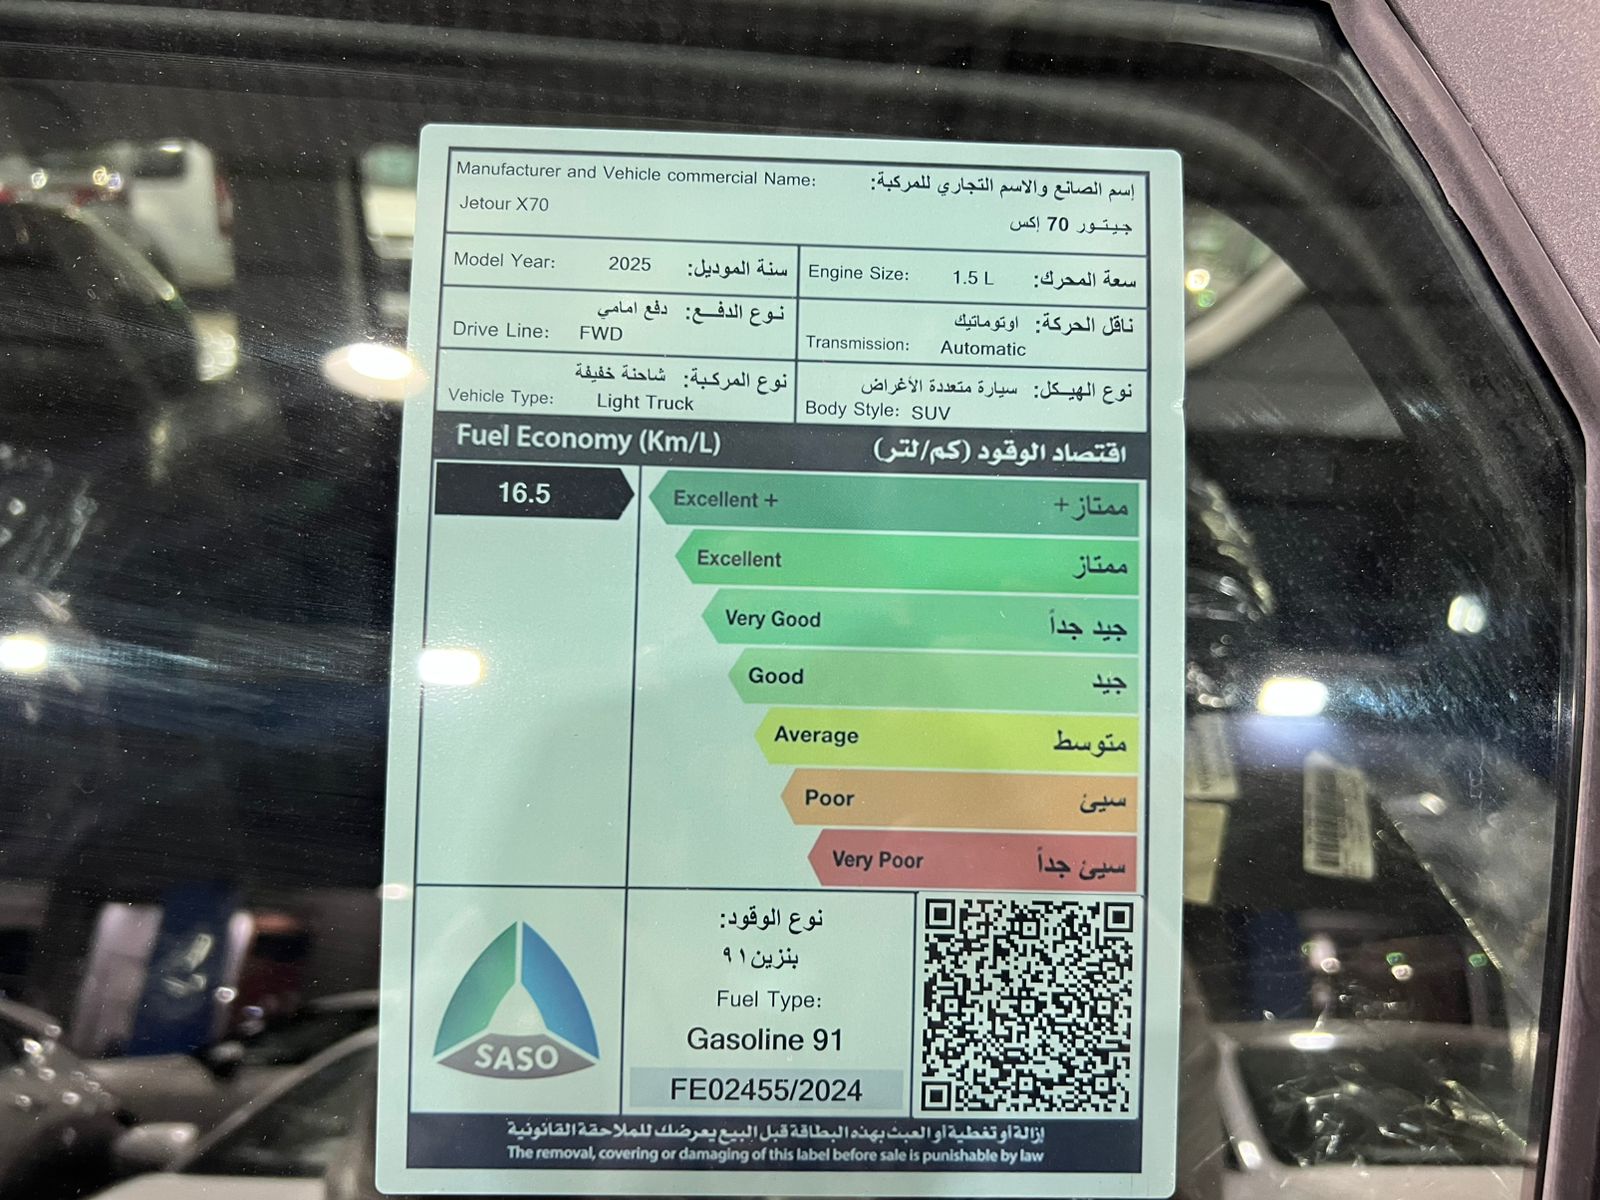 Manufacturer and Vehicle commercial Name:
إسم الصانع والاسم التجاري للمركبة:
Jetour X70
جيتور 70 إكس
Model Year: 2025 سنة الموديل:
Engine Size: 1.5 L سعة المحرك:
نوع الدفع: دفع امامي
Drive Line: FWD
ناقل الحركة: اوتوماتيك
Transmission: Automatic
نوع المركبة: شاحنة خفيفة
Vehicle Type: Light Truck
نوع الهيكل: سيارة متعددة الأغراض
Body Style: SUV
Fuel Economy (Km/L)
اقتصاد الوقود (كم/لتر)
16.5
Excellent + ممتاز+
Excellent ممتاز
Very Good جيد جداً
Good جيد
Average متوسط
Poor سيئ
Very Poor سيئ جداً
SASO
نوع الوقود:
بنزين٩١
Fuel Type:
Gasoline 91
FE02455/2024
إزالة أو تغطية أو العبث بهذه البطاقة قبل البيع يعرضك للملاحقة القانونية
The removal, covering or damaging of this label before sale is punishable by law